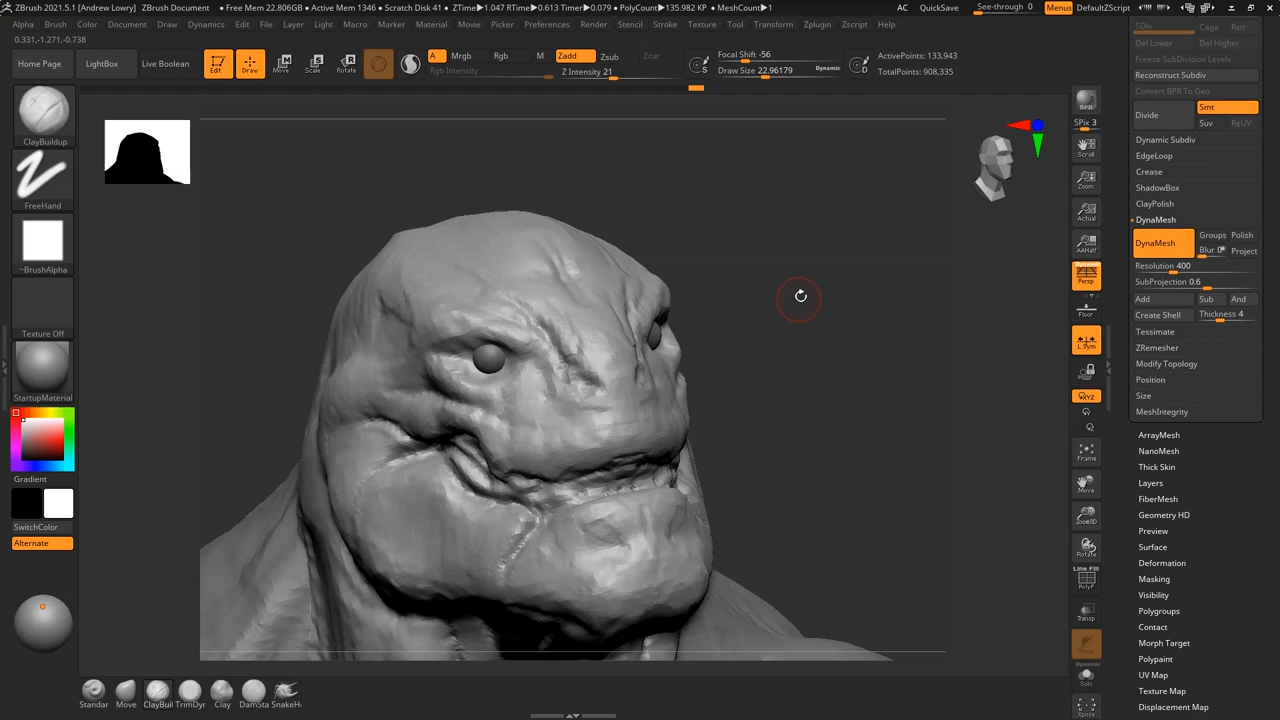 ZBrush 2021.5.1 [Andrew Lowry] ZBrush Document • Free Mem 22.806GB • Active Mem 1346 • Scratch Disk 41 • ZTime▶1.047 RTime▶0.613 Timer▶0.079 • PolyCount▶135.982 KP • MeshCount▶1 AC QuickSave See-through 0 Menus DefaultZScript
Alpha Brush Color Document Draw Dynamics Edit File Layer Light Macro Marker Material Movie Picker Preferences Render Stencil Stroke Texture Tool Transform Zplugin Zscript Help
0.331,-1.271,-0.738
Home Page LightBox Live Boolean
Edit Draw Move Scale Rotate
A Mrgb Rgb M Zadd Zsub Zcut
Rgb Intensity Z Intensity 21
Focal Shift -56
Draw Size 22.96179 Dynamic
S D
ActivePoints: 133,943
TotalPoints: 908,335
ClayBuildup
FreeHand
~BrushAlpha
Texture Off
StartupMaterial
Gradient
SwitchColor
Alternate
BPR
SPix 3
Scroll
Zoom
Actual
AAHalf
Dynamic
Persp
Floor
L.Sym
XYZ
Frame
Move
Zoom3D
Rotate
Line Fill
PolyF
Transp
Dynamic
Solo
Xpose
SDiv Cage Rstr
Del Lower Del Higher
Freeze SubDivision Levels
Reconstruct Subdiv
Convert BPR To Geo
Divide Smt
Suv ReUV
Dynamic Subdiv
EdgeLoop
Crease
ShadowBox
ClayPolish
DynaMesh
DynaMesh Groups Polish
Blur 0 Project
Resolution 400
SubProjection 0.6
Add Sub And
Create Shell Thickness 4
Tessimate
ZRemesher
Modify Topology
Position
Size
MeshIntegrity
ArrayMesh
NanoMesh
Thick Skin
Layers
FiberMesh
Geometry HD
Preview
Surface
Deformation
Masking
Visibility
Polygroups
Contact
Morph Target
Polypaint
UV Map
Texture Map
Displacement Map
Standar Move ClayBuil TrimDyr Clay DamSta SnakeH